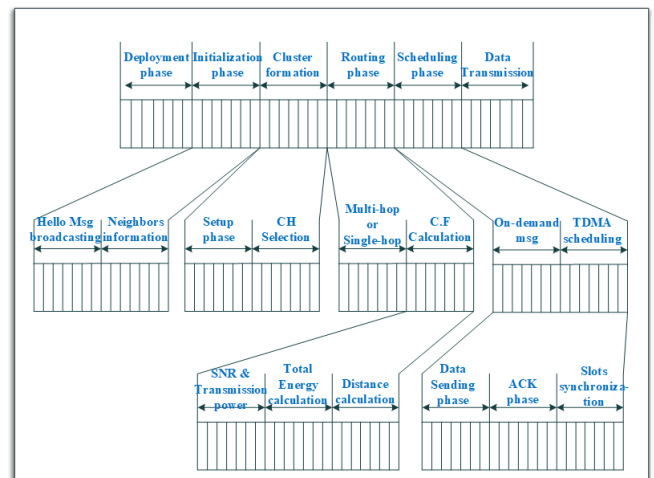 Deployment
phase
Initialization
phase
Cluster
formation
Routing
phase
Scheduling
phase
Data
Transmission
Hello Msg
broadcasting
Neighbors
information
Setup
phase
CH
Selection
Multi-hop
or
Single-hop
C.F
Calculation
On-demand
msg
TDMA
scheduling
SNR &
Transmission
power
Total
Energy
calculation
Distance
calculation
Data
Sending
phase
ACK
phase
Slots
synchroniza-
tion